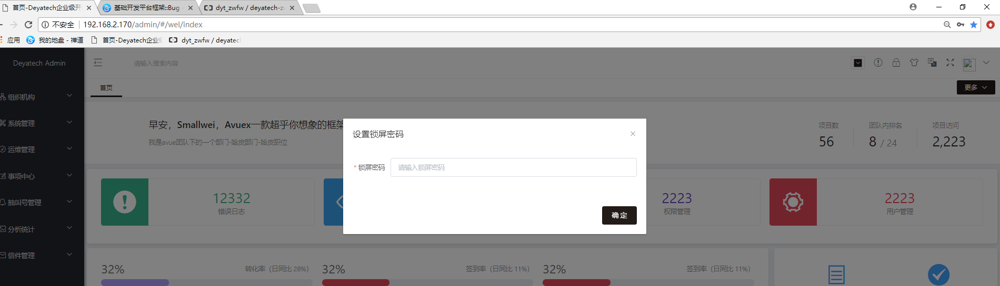 首页-Deyatech企业级开
基础开发平台框架::Bug -
dyt_zwfw / deyatech-zv
不安全
192.168.2.170/admin/#/wel/index
应用
我的地盘 - 禅道
首页-Deyatech企业级
dyt_zwfw / deyatech
Deyatech Admin
请输入搜索内容
首页
更多
组织机构
系统管理
运维管理
事项中心
抽叫号管理
分析统计
信件管理
早安，Smallwei，Avuex一款超乎你想象的框架
我是avue团队下的一个部门-哈皮部门-哈皮职位
项目数
56
团队内排名
8 / 24
项目访问
2,223
设置锁屏密码
* 锁屏密码
请输入锁屏密码
确 定
12332
错误日志
2223
权限管理
2223
用户管理
32%
转化率（日同比 28%）
32%
签到率（日同比 11%）
32%
签到率（日同比 11%）